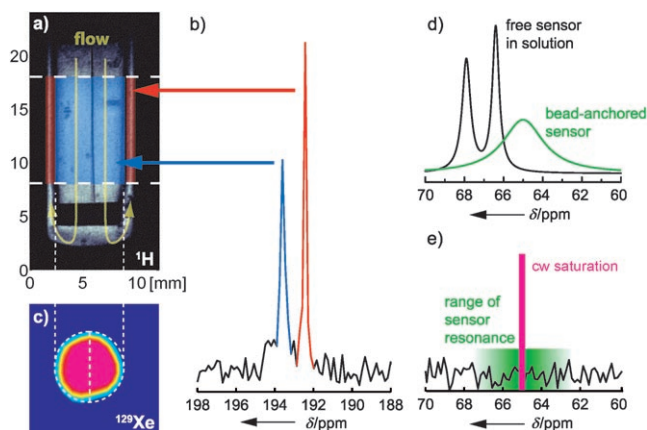 a)
flow
20
15
10
5
0
¹H
0 5 10 [mm]
c)
¹²⁹Xe
b)
198 196 194 192 190 188
δ/ppm
d)
free sensor
in solution
bead-anchored
sensor
70 68 66 64 62 60
δ/ppm
e)
cw saturation
range of
sensor
resonance
70 68 66 64 62 60
δ/ppm